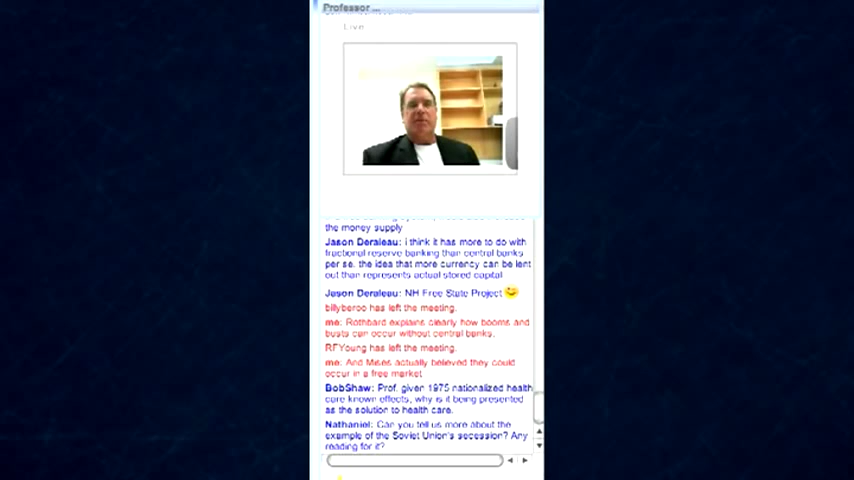 Professor ...
Live
the money supply
Jason Deraleau: i think it has more to do with
fractional reserve banking than central banks
per se. the idea that more currency can be lent
out than represents actual stored capital
Jason Deraleau: NH Free State Project
billyberoo has left the meeting.
me: Rothbard explains clearly how booms and
busts can occur without central banks.
RFYoung has left the meeting.
me: And Mises actually believed they could
occur in a free market
BobShaw: Prof. given 1975 nationalized health
care known effects, why is it being presented
as the solution to health care.
Nathaniel: Can you tell us more about the
example of the Soviet Union's secession? Any
reading for it?